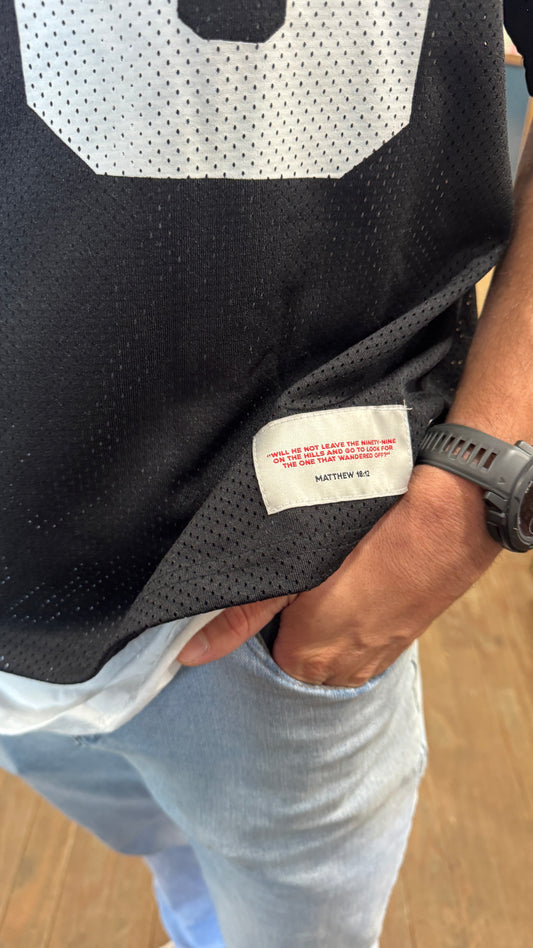 "WILL HE NOT LEAVE THE NINETY-NINE
ON THE HILLS AND GO TO LOOK FOR
THE ONE THAT WANDERED OFF?"
MATTHEW 18:12